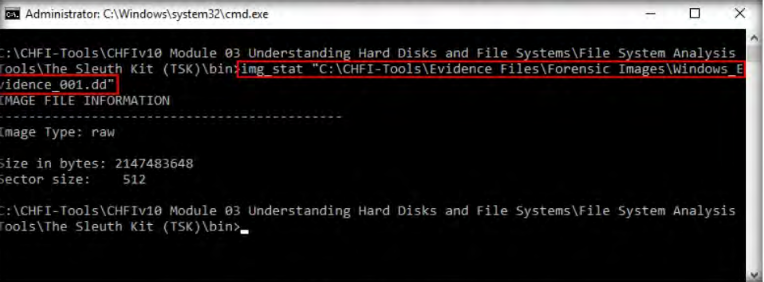 Administrator: C:\Windows\system32\cmd.exe
C:\CHFI-Tools\CHFIv10 Module 03 Understanding Hard Disks and File Systems\File System Analysis
Tools\The Sleuth Kit (TSK)\bin>img_stat "C:\CHFI-Tools\Evidence Files\Forensic Images\Windows_E
vidence_001.dd"
IMAGE FILE INFORMATION
--------------------------------------------
Image Type: raw
Size in bytes: 2147483648
Sector size:    512
C:\CHFI-Tools\CHFIv10 Module 03 Understanding Hard Disks and File Systems\File System Analysis
Tools\The Sleuth Kit (TSK)\bin>